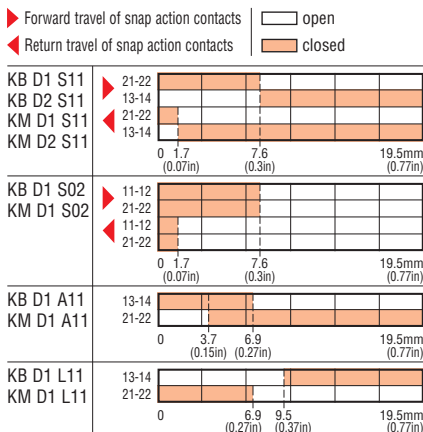 Forward travel of snap action contacts open
Return travel of snap action contacts closed
KB D1 S11 21-22
KB D2 S11 13-14
KM D1 S11 21-22
KM D2 S11 13-14
0 1.7 7.6 19.5mm
(0.07in) (0.3in) (0.77in)
KB D1 S02 11-12
KM D1 S02 21-22
11-12
21-22
0 1.7 7.6 19.5mm
(0.07in) (0.3in) (0.77in)
KB D1 A11 13-14
KM D1 A11 21-22
0 3.7 6.9 19.5mm
(0.15in) (0.27in) (0.77in)
KB D1 L11 13-14
KM D1 L11 21-22
0 6.9 9.5 19.5mm
(0.27in) (0.37in) (0.77in)